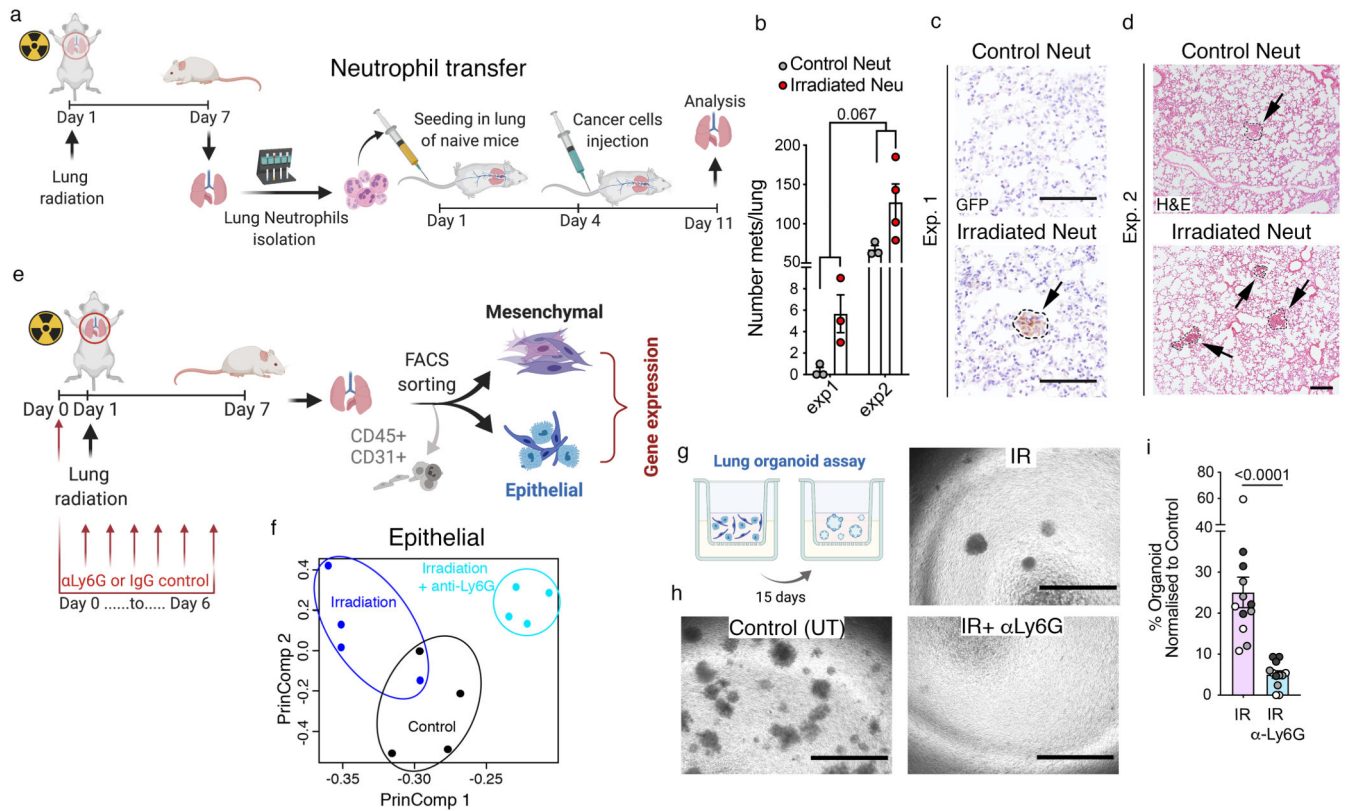 a
Day 1
Day 7
Lung
radiation
Neutrophil transfer
Lung Neutrophils
isolation
Seeding in lung
of naive mice
Cancer cells
injection
Analysis
Day 1
Day 4
Day 11
b
Control Neut
Irradiated Neu
0.067
Number mets/lung
200
150
100
50
8
6
4
2
0
exp1
exp2
c
Control Neut
GFP
Exp. 1
Irradiated Neut
d
Control Neut
H&E
Exp. 2
Irradiated Neut
e
Day 0
Day 1
Day 7
Lung
radiation
αLy6G or IgG control
Day 0 ......to..... Day 6
FACS
sorting
CD45+
CD31+
Mesenchymal
Epithelial
Gene expression
f
Epithelial
Irradiation
+ anti-Ly6G
Irradiation
Control
PrinComp 2
0.4
0.2
0.0
-0.2
-0.4
-0.35
-0.30
-0.25
PrinComp 1
g
Lung organoid assay
15 days
h
Control (UT)
IR
IR+ αLy6G
i
<0.0001
% Organoid
Normalised to Control
80
60
40
30
20
10
0
IR
IR
α-Ly6G